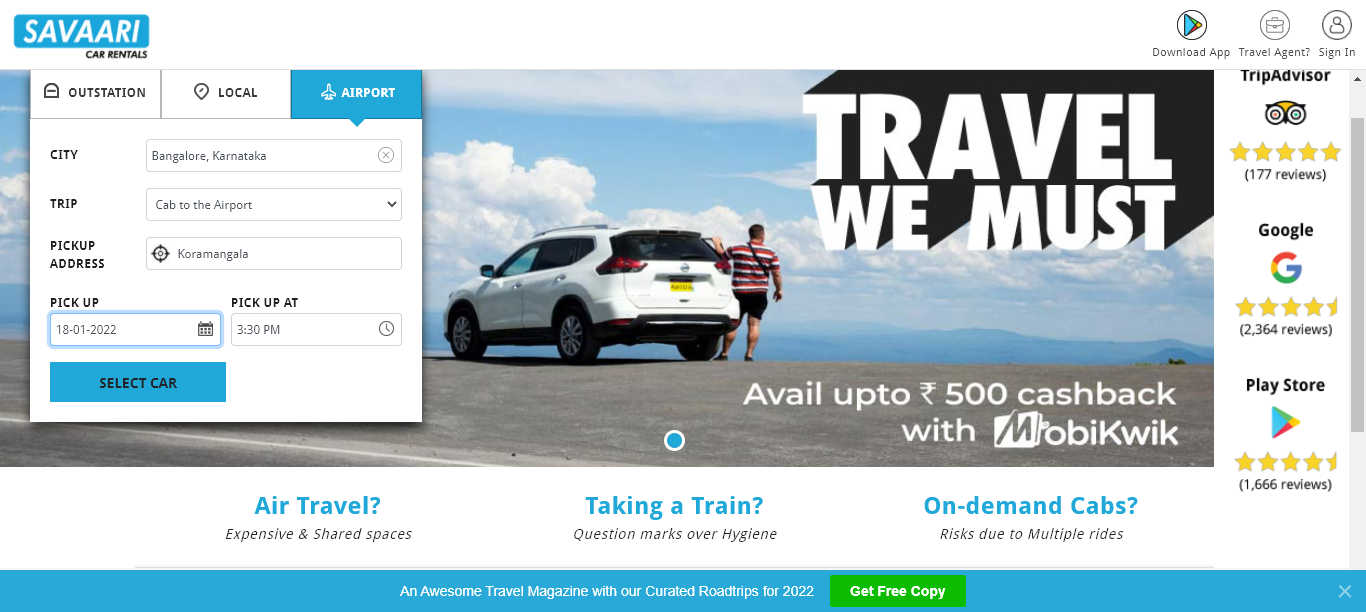 SAVAARI
CAR RENTALS
Download App
Travel Agent?
Sign In
OUTSTATION
LOCAL
AIRPORT
CITY
Bangalore, Karnataka
TRIP
Cab to the Airport
PICKUP
ADDRESS
Koramangala
PICK UP
PICK UP AT
18-01-2022
3:30 PM
SELECT CAR
TRAVEL
WE MUST
Avail upto ₹ 500 cashback
with MobiKwik
TripAdvisor
(177 reviews)
Google
(2,364 reviews)
Play Store
(1,666 reviews)
Air Travel?
Expensive & Shared spaces
Taking a Train?
Question marks over Hygiene
On-demand Cabs?
Risks due to Multiple rides
An Awesome Travel Magazine with our Curated Roadtrips for 2022
Get Free Copy